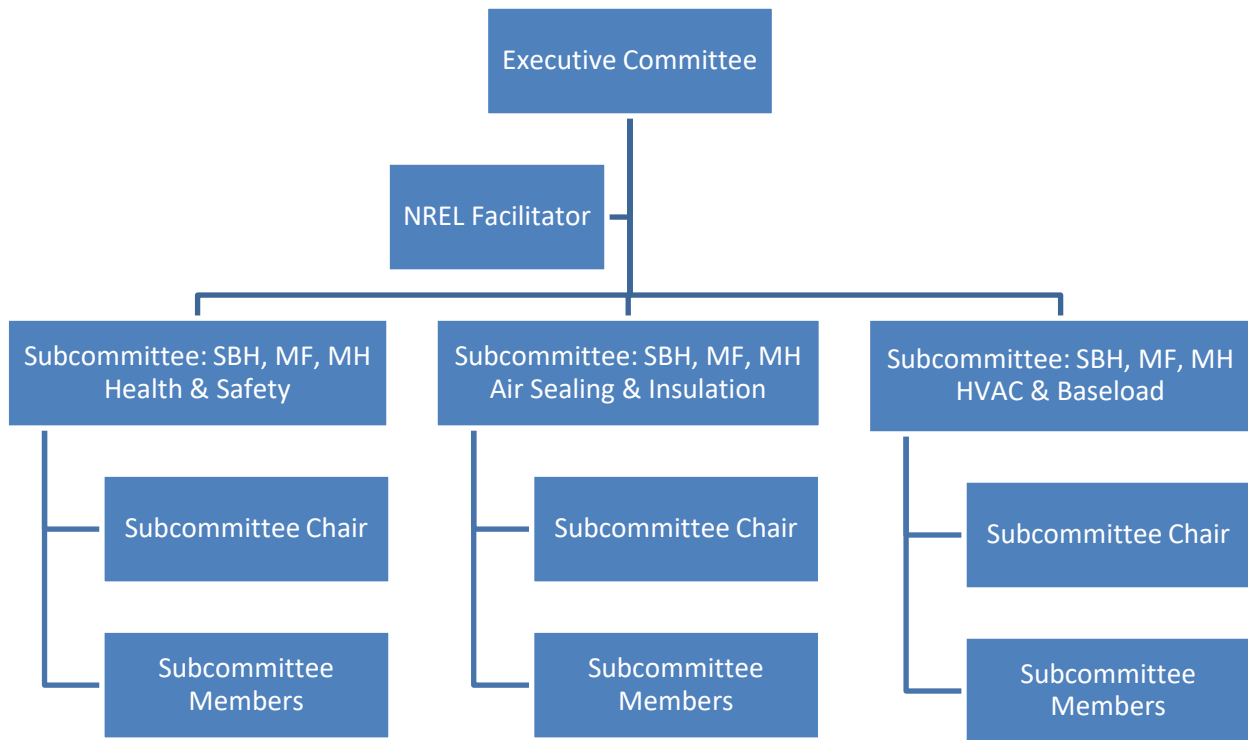 Executive Committee
NREL Facilitator
Subcommittee: SBH, MF, MH
Health & Safety
Subcommittee Chair
Subcommittee
Members
Subcommittee: SBH, MF, MH
Air Sealing & Insulation
Subcommittee Chair
Subcommittee
Members
Subcommittee: SBH, MF, MH
HVAC & Baseload
Subcommittee Chair
Subcommittee
Members